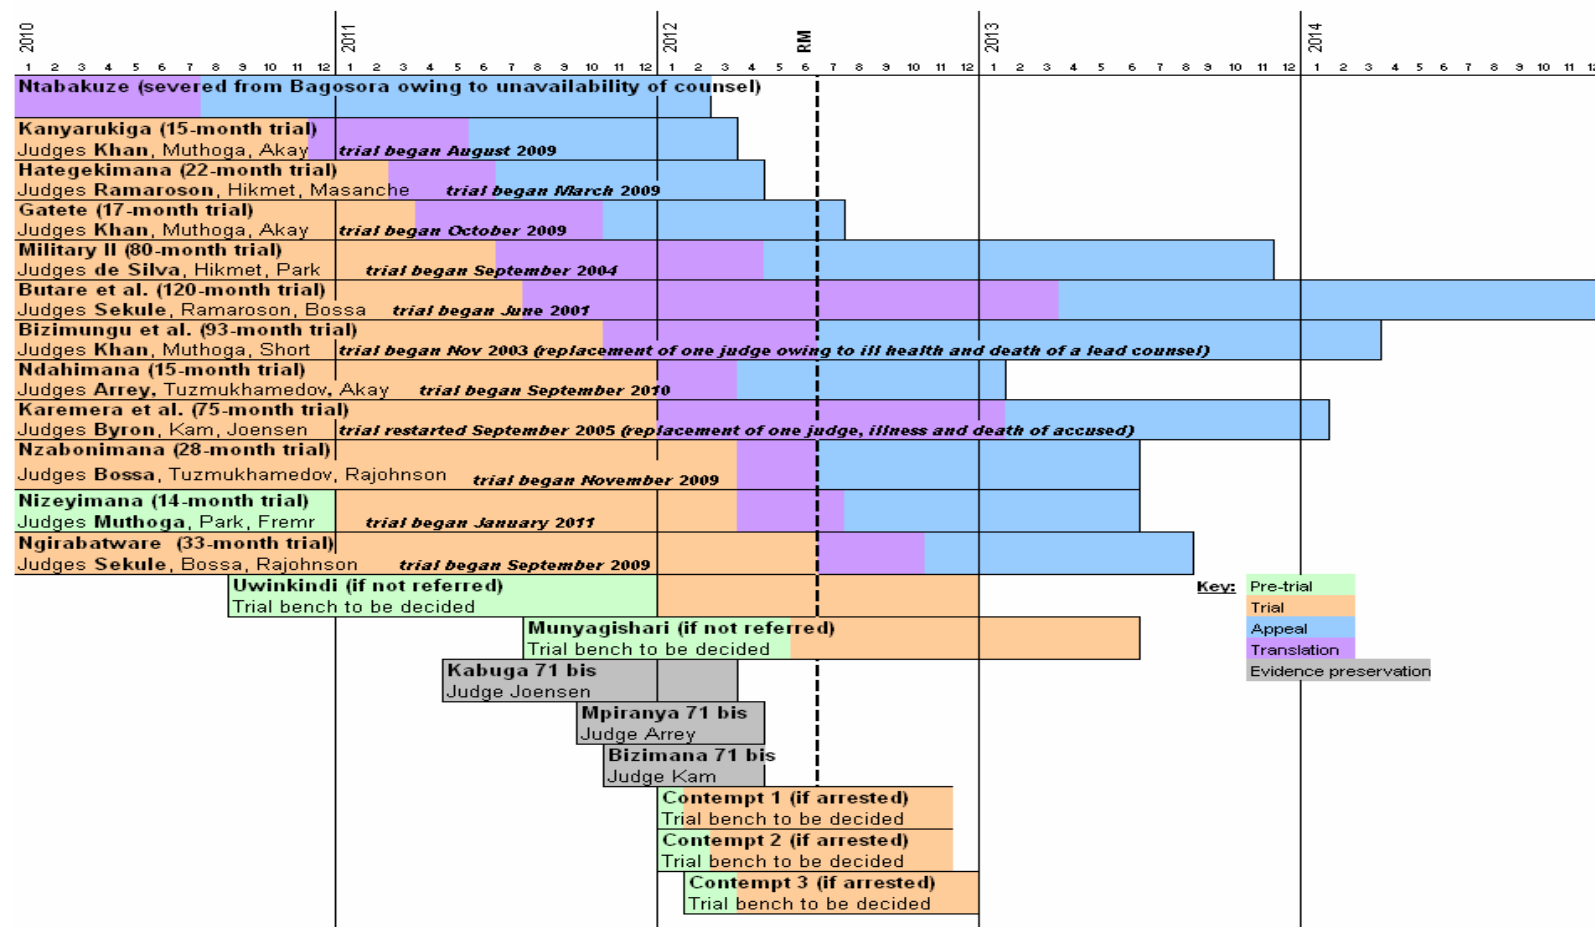 2010 2011 2012 RM 2013 2014
1 2 3 4 5 6 7 8 9 10 11 12 1 2 3 4 5 6 7 8 9 10 11 12 1 2 3 4 5 6 7 8 9 10 11 12 1 2 3 4 5 6 7 8 9 10 11 12 1 2 3 4 5 6 7 8 9 10 11 12
Ntabakuze (severed from Bagosora owing to unavailability of counsel)
Kanyarukiga (15-month trial)
Judges Khan, Muthoga, Akay trial began August 2009
Hategekimana (22-month trial)
Judges Ramaroson, Hikmet, Masanche trial began March 2009
Gatete (17-month trial)
Judges Khan, Muthoga, Akay trial began October 2009
Military II (80-month trial)
Judges de Silva, Hikmet, Park trial began September 2004
Butare et al. (120-month trial)
Judges Sekule, Ramaroson, Bossa trial began June 2001
Bizimungu et al. (93-month trial)
Judges Khan, Muthoga, Short trial began Nov 2003 (replacement of one judge owing to ill health and death of a lead counsel)
Ndahimana (15-month trial)
Judges Arrey, Tuzmukhamedov, Akay trial began September 2010
Karemera et al. (75-month trial)
Judges Byron, Kam, Joensen trial restarted September 2005 (replacement of one judge, illness and death of accused)
Nzabonimana (28-month trial)
Judges Bossa, Tuzmukhamedov, Rajohnson trial began November 2009
Nizeyimana (14-month trial)
Judges Muthoga, Park, Fremr trial began January 2011
Ngirabatware (33-month trial)
Judges Sekule, Bossa, Rajohnson trial began September 2009
Uwinkindi (if not referred)
Trial bench to be decided
Munyagishari (if not referred)
Trial bench to be decided
Kabuga 71 bis
Judge Joensen
Mpiranya 71 bis
Judge Arrey
Bizimana 71 bis
Judge Kam
Contempt 1 (if arrested)
Trial bench to be decided
Contempt 2 (if arrested)
Trial bench to be decided
Contempt 3 (if arrested)
Trial bench to be decided
Key: Pre-trial
Trial
Appeal
Translation
Evidence preservation